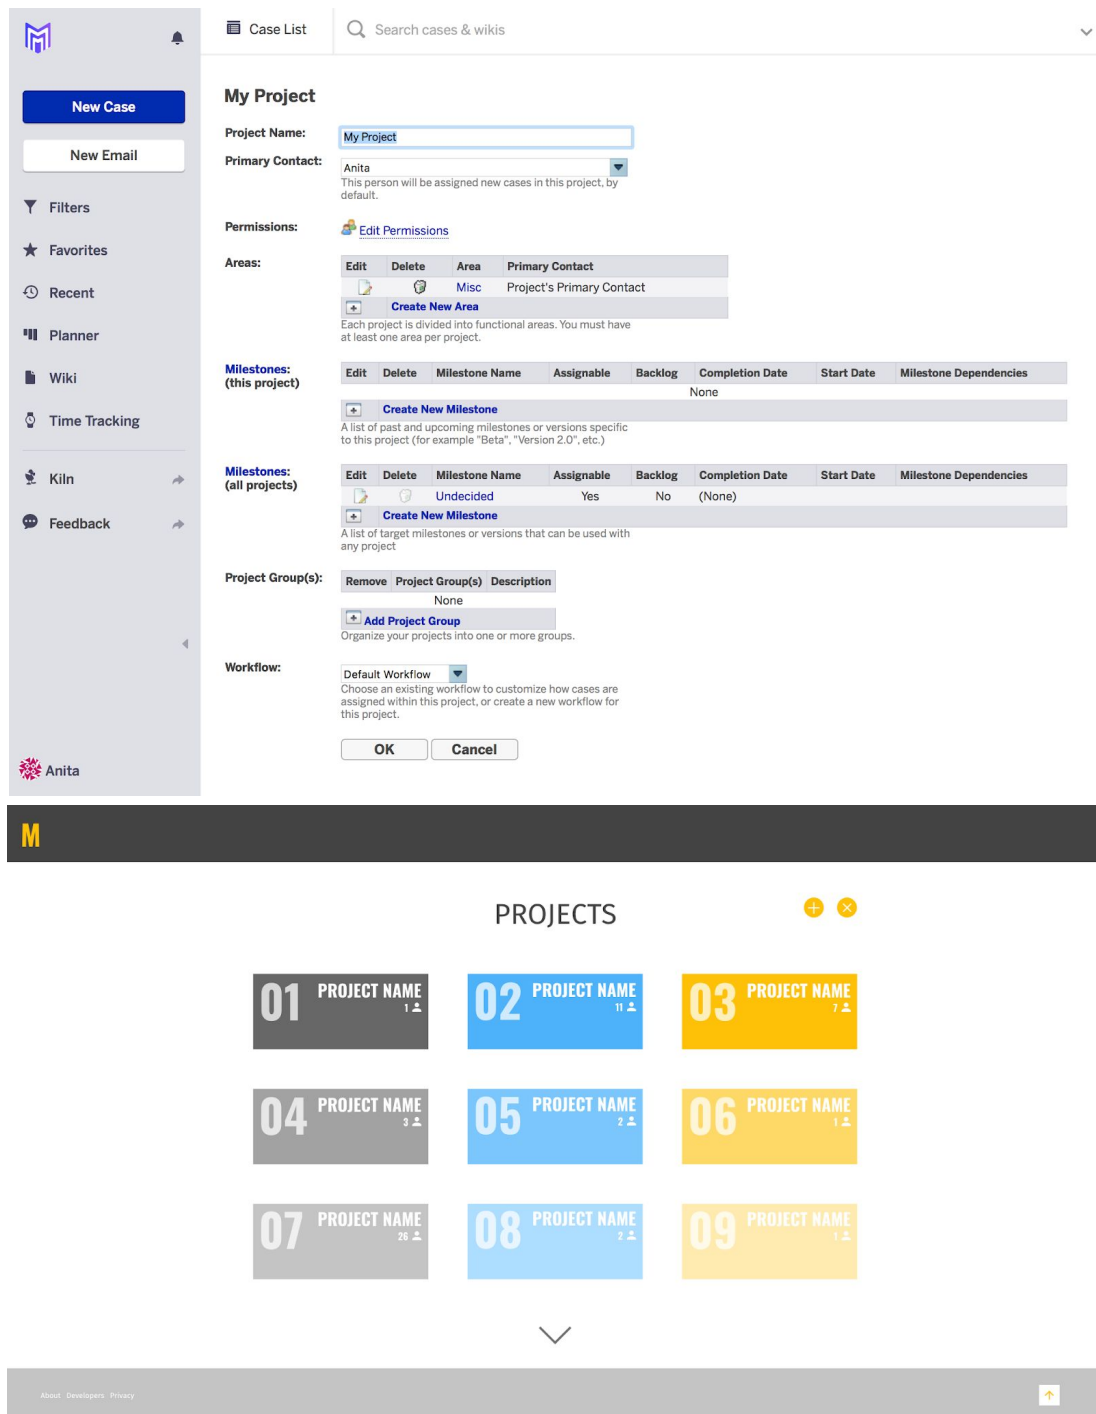 Case List
Search cases & wikis
New Case
New Email
Filters
Favorites
Recent
Planner
Wiki
Time Tracking
Kiln
Feedback
Anita
My Project
Project Name:
My Project
Primary Contact:
Anita
This person will be assigned new cases in this project, by
default.
Permissions:
Edit Permissions
Areas:
Edit Delete Area Primary Contact
Misc Project's Primary Contact
Create New Area
Each project is divided into functional areas. You must have
at least one area per project.
Milestones:
(this project)
Edit Delete Milestone Name Assignable Backlog Completion Date Start Date Milestone Dependencies
None
Create New Milestone
A list of past and upcoming milestones or versions specific
to this project (for example "Beta", "Version 2.0", etc.)
Milestones:
(all projects)
Edit Delete Milestone Name Assignable Backlog Completion Date Start Date Milestone Dependencies
Undecided Yes No (None)
Create New Milestone
A list of target milestones or versions that can be used with
any project
Project Group(s):
Remove Project Group(s) Description
None
Add Project Group
Organize your projects into one or more groups.
Workflow:
Default Workflow
Choose an existing workflow to customize how cases are
assigned within this project, or create a new workflow for
this project.
OK Cancel
M
PROJECTS
01 PROJECT NAME
1
02 PROJECT NAME
11
03 PROJECT NAME
7
04 PROJECT NAME
3
05 PROJECT NAME
2
06 PROJECT NAME
1
07 PROJECT NAME
26
08 PROJECT NAME
2
09 PROJECT NAME
1
About Developers Privacy